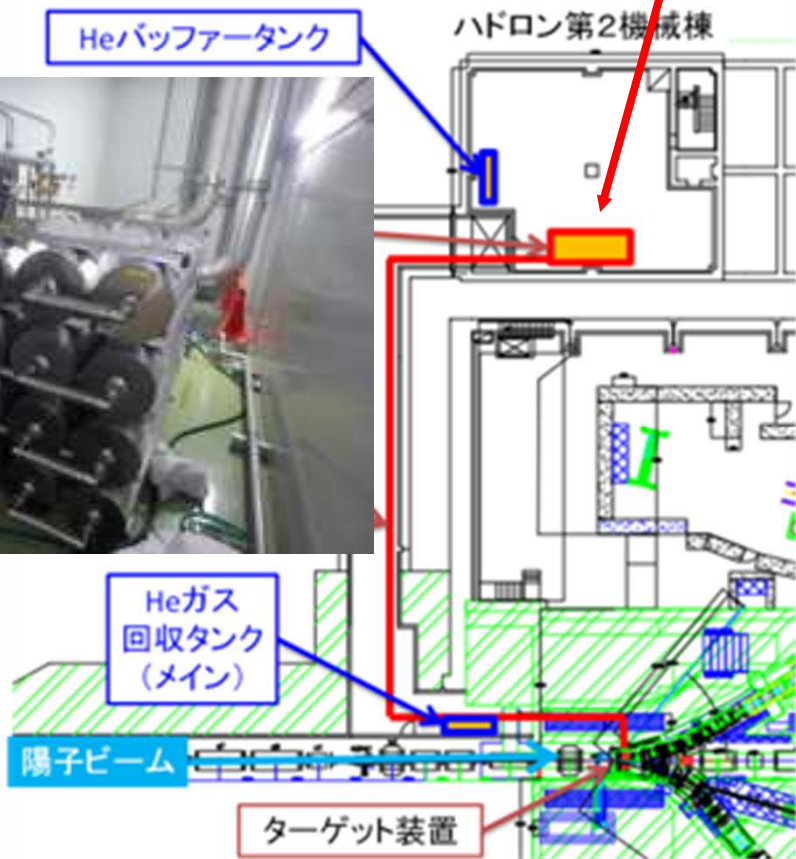 Heバッファータンク
ハドロン第2機械棟
Heガス
回収タンク
（メイン）
陽子ビーム
ターゲット装置